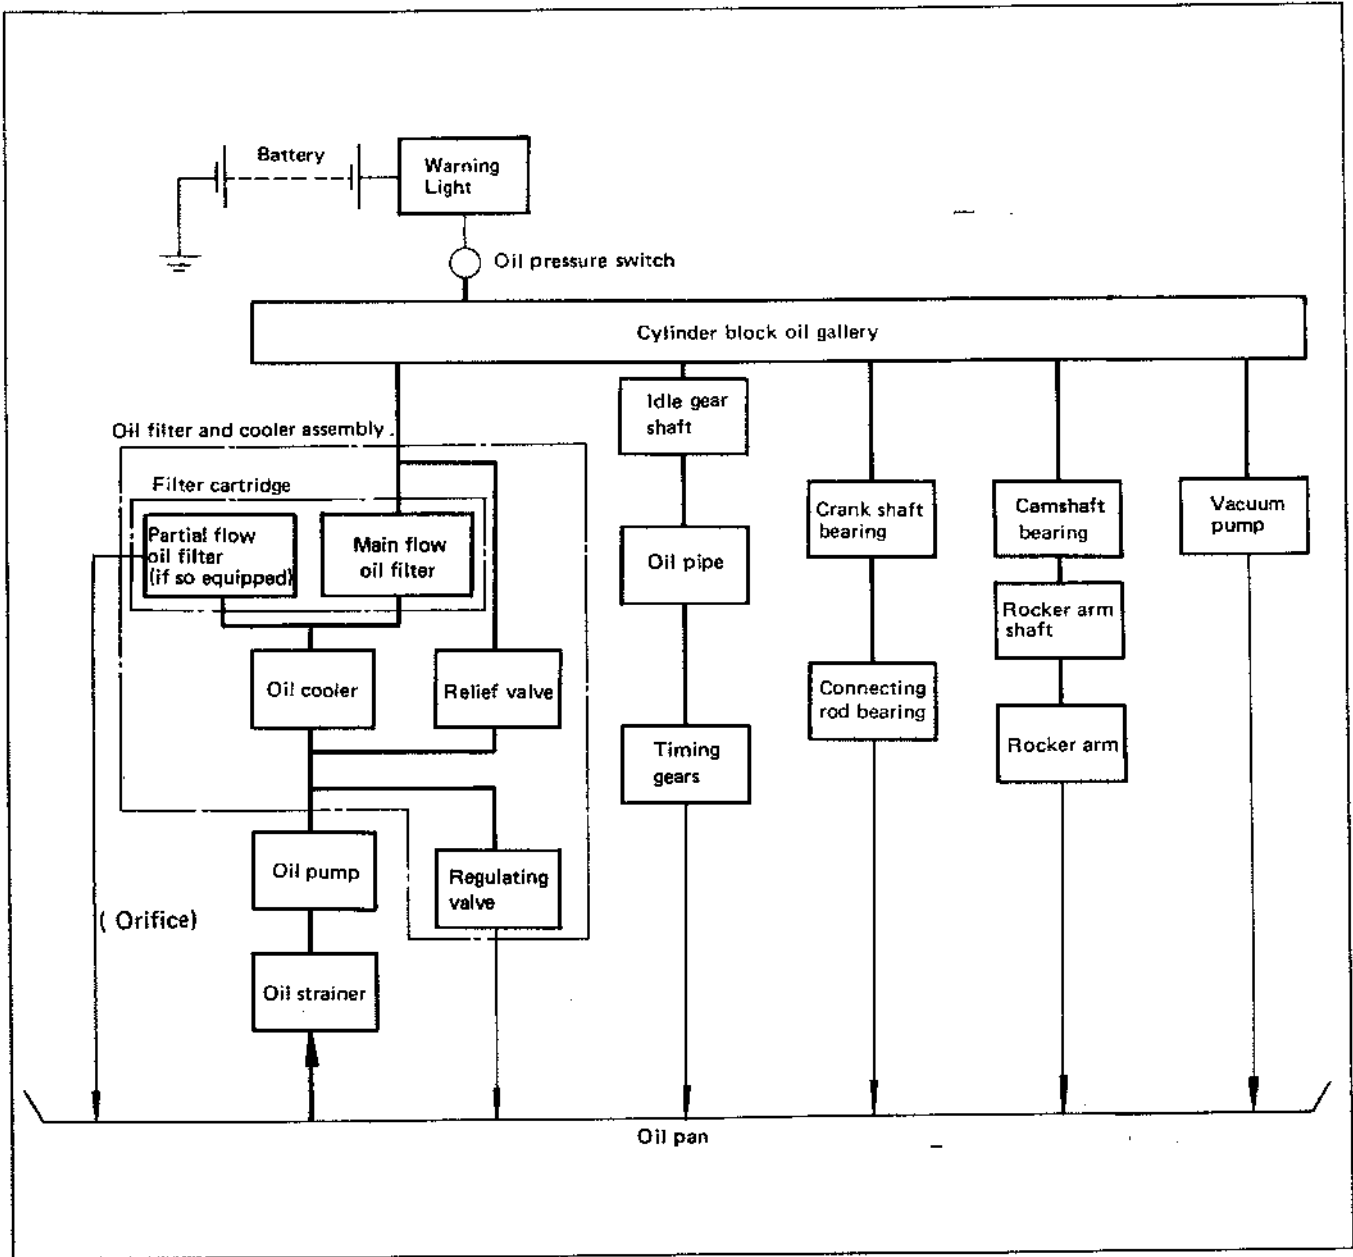 Battery
Warning
Light
Oil pressure switch
Cylinder block oil gallery
Idle gear
shaft
Oil filter and cooler assembly
Filter cartridge
Partial flow
oil filter
(if so equipped)
Main flow
oil filter
Oil pipe
Crank shaft
bearing
Camshaft
bearing
Vacuum
pump
Rocker arm
shaft
Oil cooler
Relief valve
Connecting
rod bearing
Rocker arm
Timing
gears
Oil pump
Regulating
valve
( Orifice)
Oil strainer
Oil pan